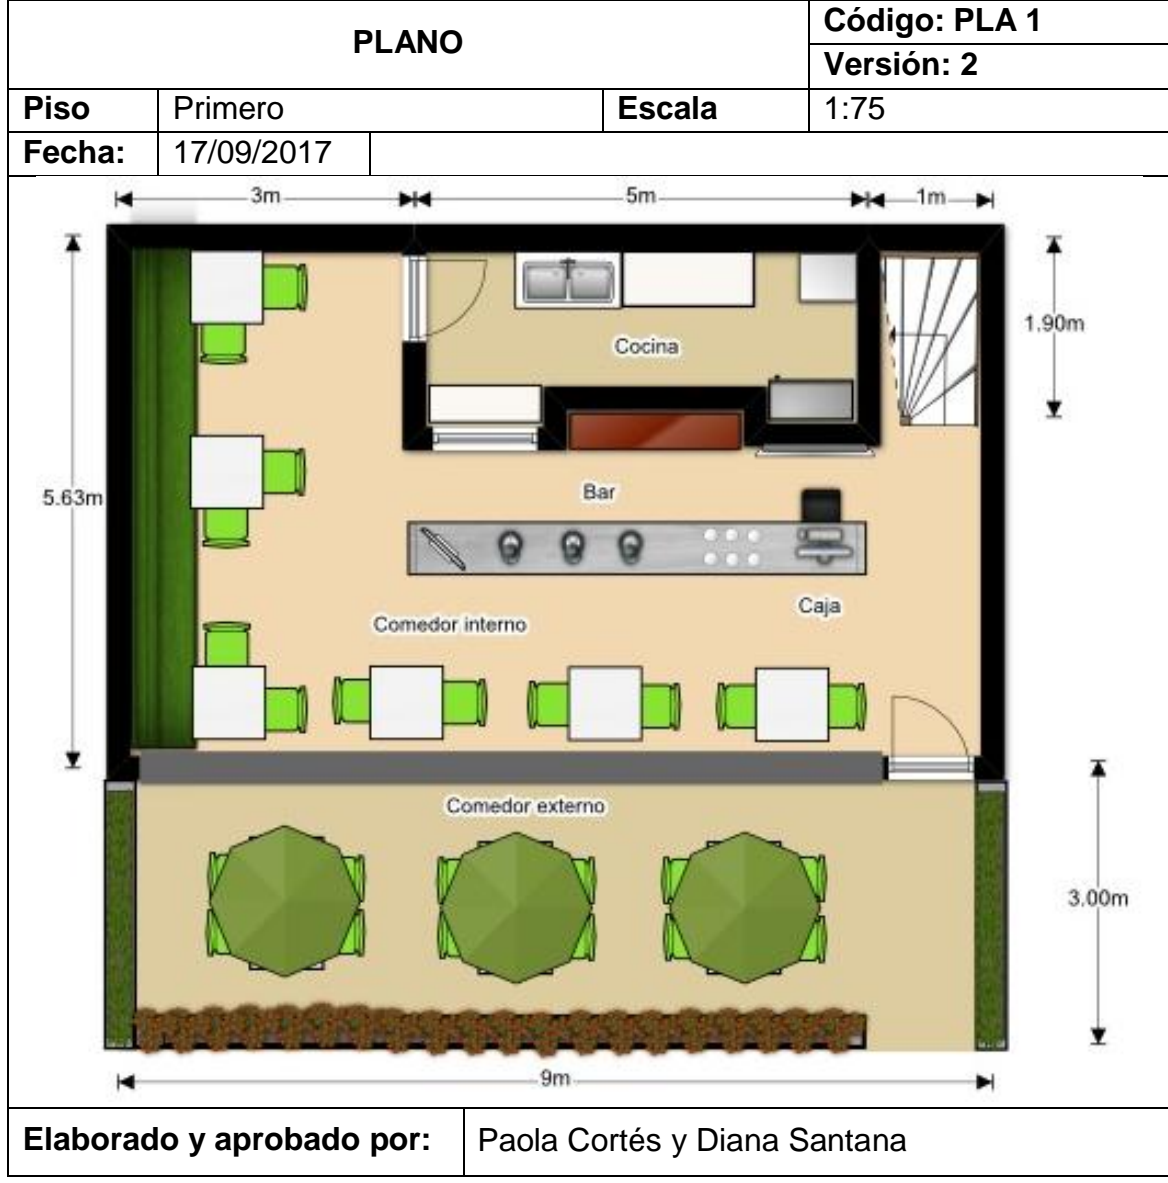 PLANO
Código: PLA 1
Versión: 2
Piso Primero Escala 1:75
Fecha: 17/09/2017
3m 5m 1m
1.90m
Cocina
5.63m
Bar
Caja
Comedor interno
Comedor externo
3.00m
9m
Elaborado y aprobado por: Paola Cortés y Diana Santana